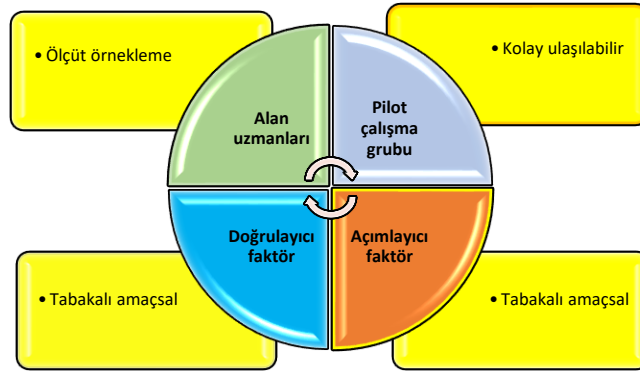 • Ölçüt örnekleme
• Kolay ulaşılabilir
Alan
uzmanları
Pilot
çalışma
grubu
Doğrulayıcı
faktör
Açımlayıcı
faktör
• Tabakalı amaçsal
• Tabakalı amaçsal